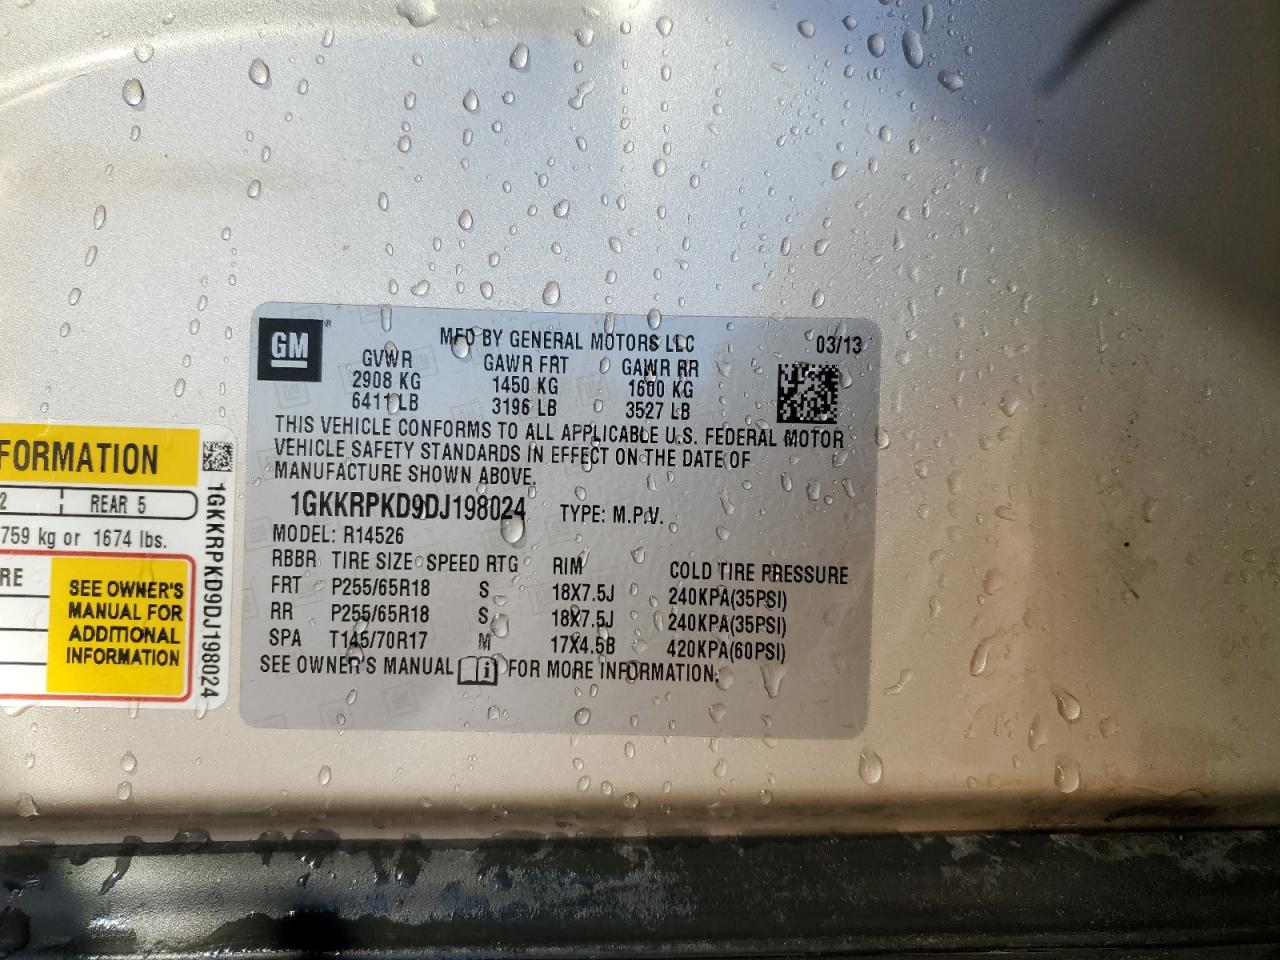 GM ®
MFD BY GENERAL MOTORS LLC 03/13
GVWR GAWR FRT GAWR RR
2908 KG 1450 KG 1600 KG
6411 LB 3196 LB 3527 LB
THIS VEHICLE CONFORMS TO ALL APPLICABLE U.S. FEDERAL MOTOR
VEHICLE SAFETY STANDARDS IN EFFECT ON THE DATE OF
MANUFACTURE SHOWN ABOVE.
1GKKRPKD9DJ198024 TYPE: M.P.V.
MODEL: R14526
RBBR TIRE SIZE SPEED RTG RIM COLD TIRE PRESSURE
FRT P255/65R18 S 18X7.5J 240KPA(35PSI)
RR P255/65R18 S 18X7.5J 240KPA(35PSI)
SPA T145/70R17 M 17X4.5B 420KPA(60PSI)
SEE OWNER'S MANUAL i FOR MORE INFORMATION.
FORMATION
2 REAR 5
759 kg or 1674 lbs.
RE
SEE OWNER'S
MANUAL FOR
ADDITIONAL
INFORMATION
1GKKRPKD9DJ198024